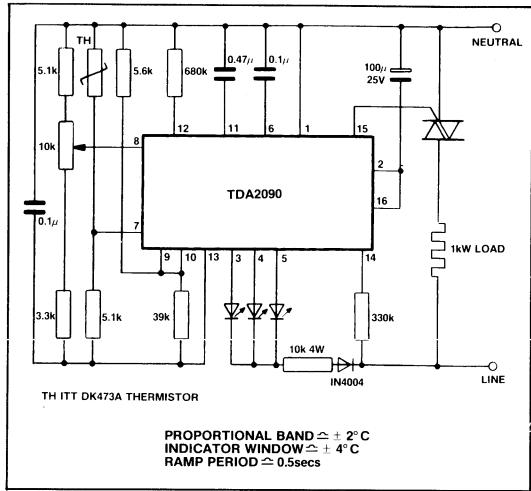 NEUTRAL
TH
5.1k
5.6k
680k
0.47μ
0.1μ
100μ
25V
12
11
6
1
15
10k
8
2
TDA2090
16
1kW LOAD
0.1μ
7
9
10
13
3
4
5
14
3.3k
5.1k
39k
330k
10k 4W
IN4004
LINE
TH ITT DK473A THERMISTOR
PROPORTIONAL BAND ≃ ± 2°C
INDICATOR WINDOW ≃ ± 4°C
RAMP PERIOD ≃ 0.5secs